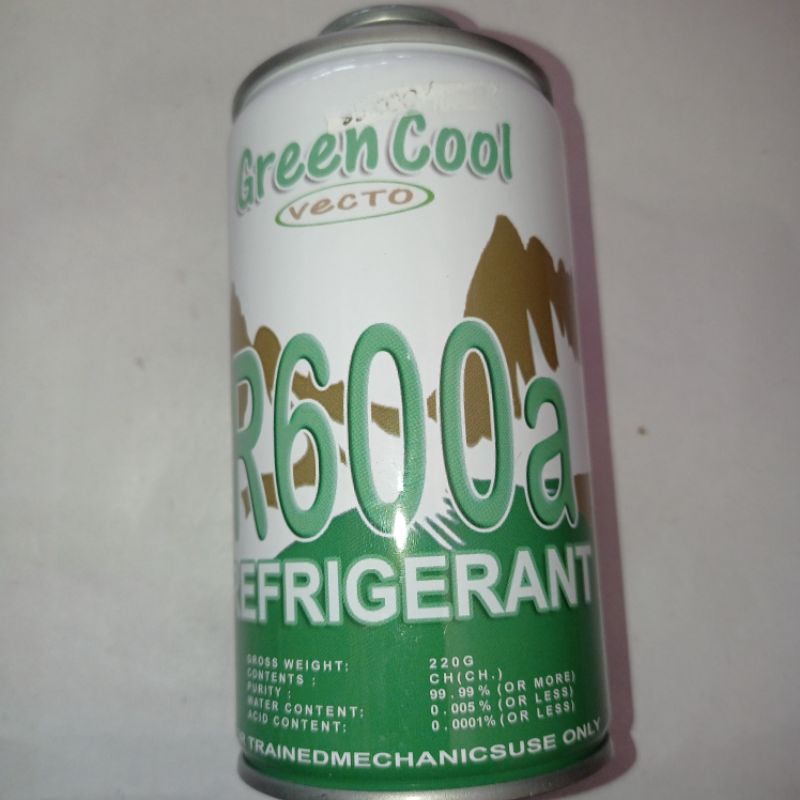 Green Cool
VECTO
R600a
REFRIGERANT
GROSS WEIGHT: 220G
CONTENTS : CH(CH.)
PURITY : 99.99% (OR MORE)
WATER CONTENT: 0.005% (OR LESS)
ACID CONTENT: 0.0001% (OR LESS)
TRAINEDMECHANICSUSE ONLY